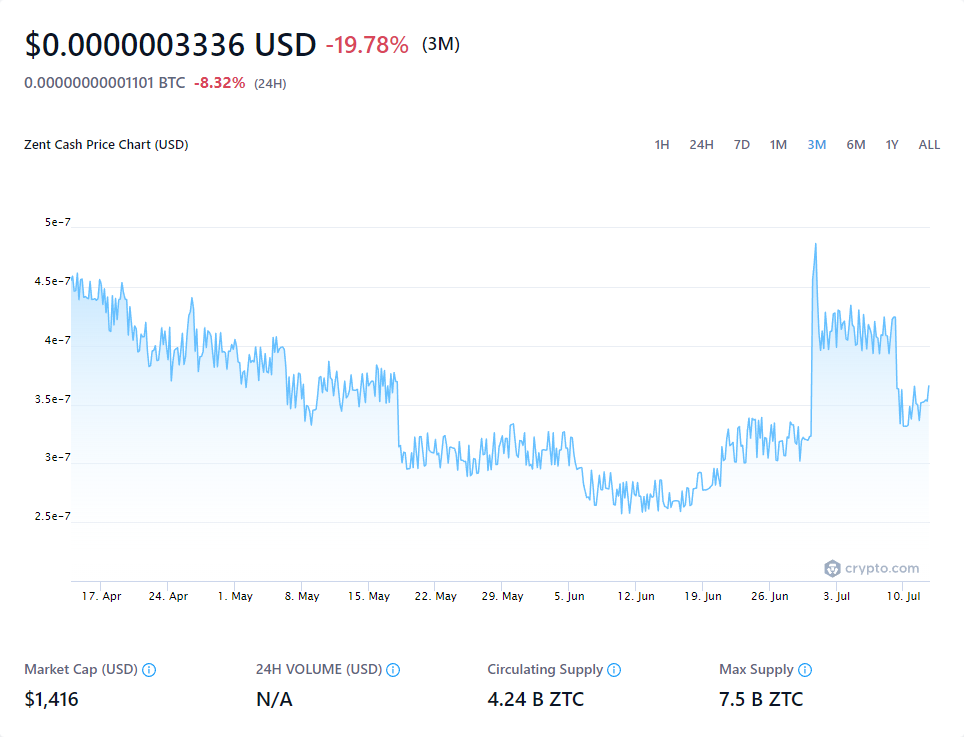 $0.0000003336 USD -19.78% (3M)
0.00000000001101 BTC -8.32% (24H)
Zent Cash Price Chart (USD) 1H 24H 7D 1M 3M 6M 1Y ALL
5e-7
4.5e-7
4e-7
3.5e-7
3e-7
2.5e-7
crypto.com
17. Apr 24. Apr 1. May 8. May 15. May 22. May 29. May 5. Jun 12. Jun 19. Jun 26. Jun 3. Jul 10. Jul
Market Cap (USD) 24H VOLUME (USD) Circulating Supply Max Supply
$1,416 N/A 4.24 B ZTC 7.5 B ZTC